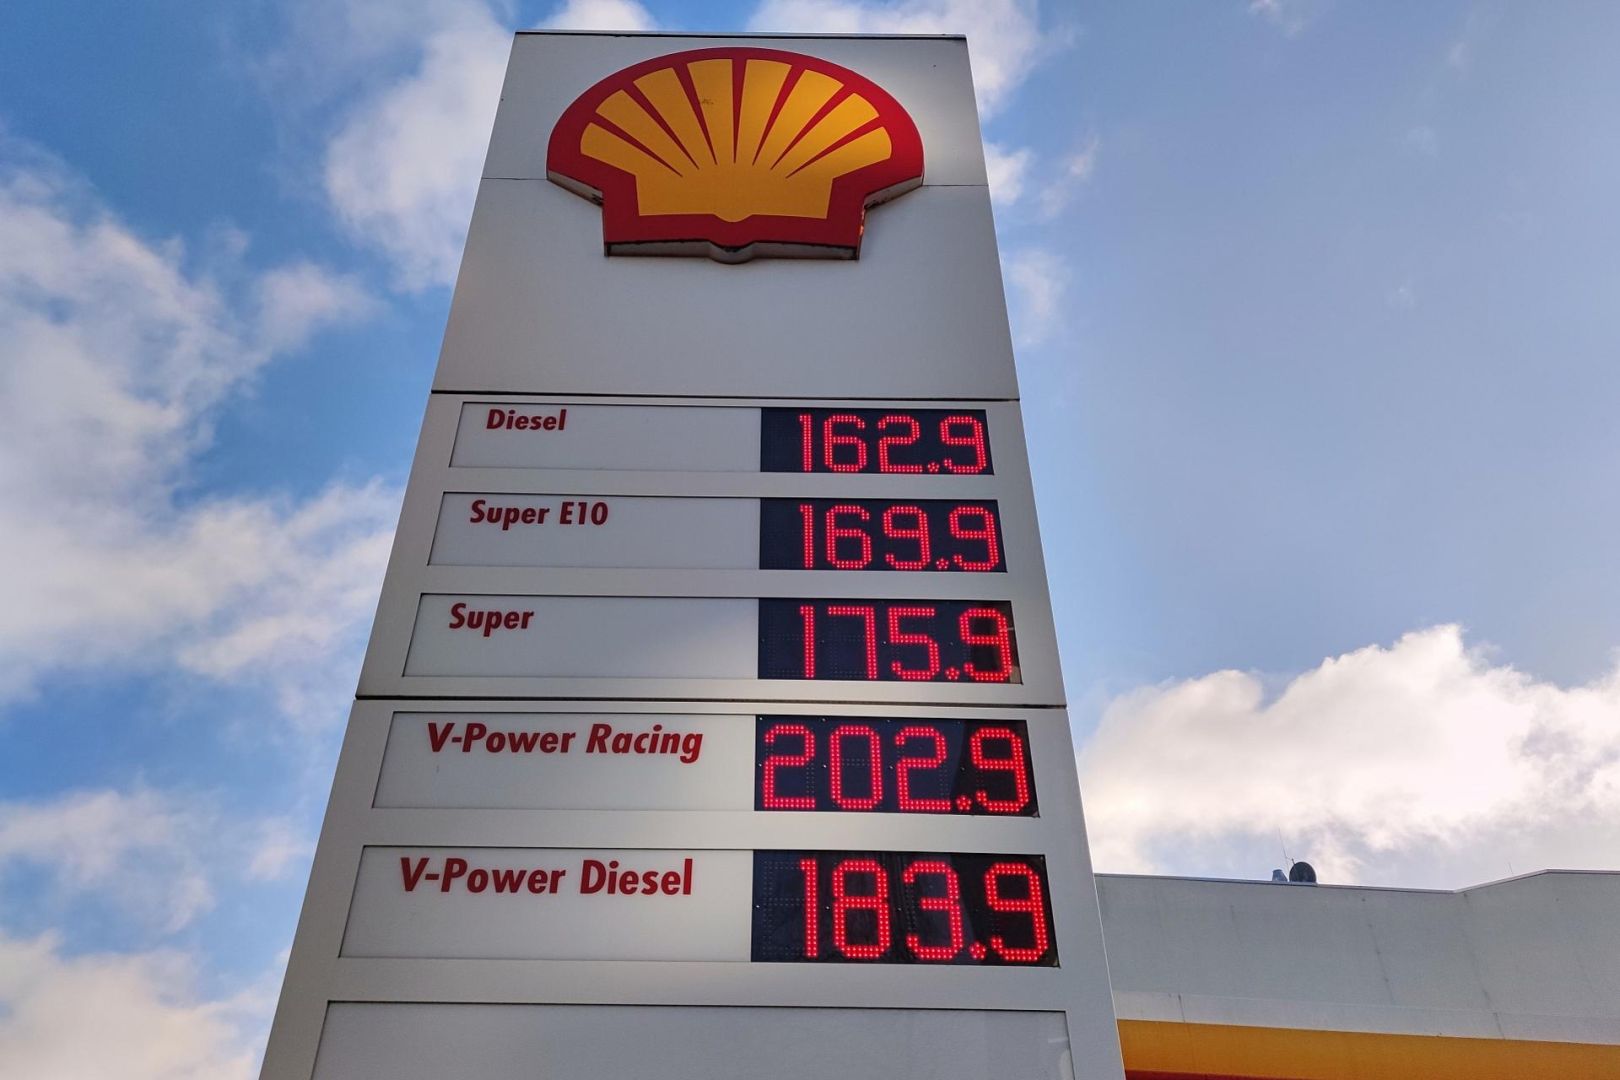 Diesel 162.9
Super E10 169.9
Super 175.9
V-Power Racing 202.9
V-Power Diesel 183.9